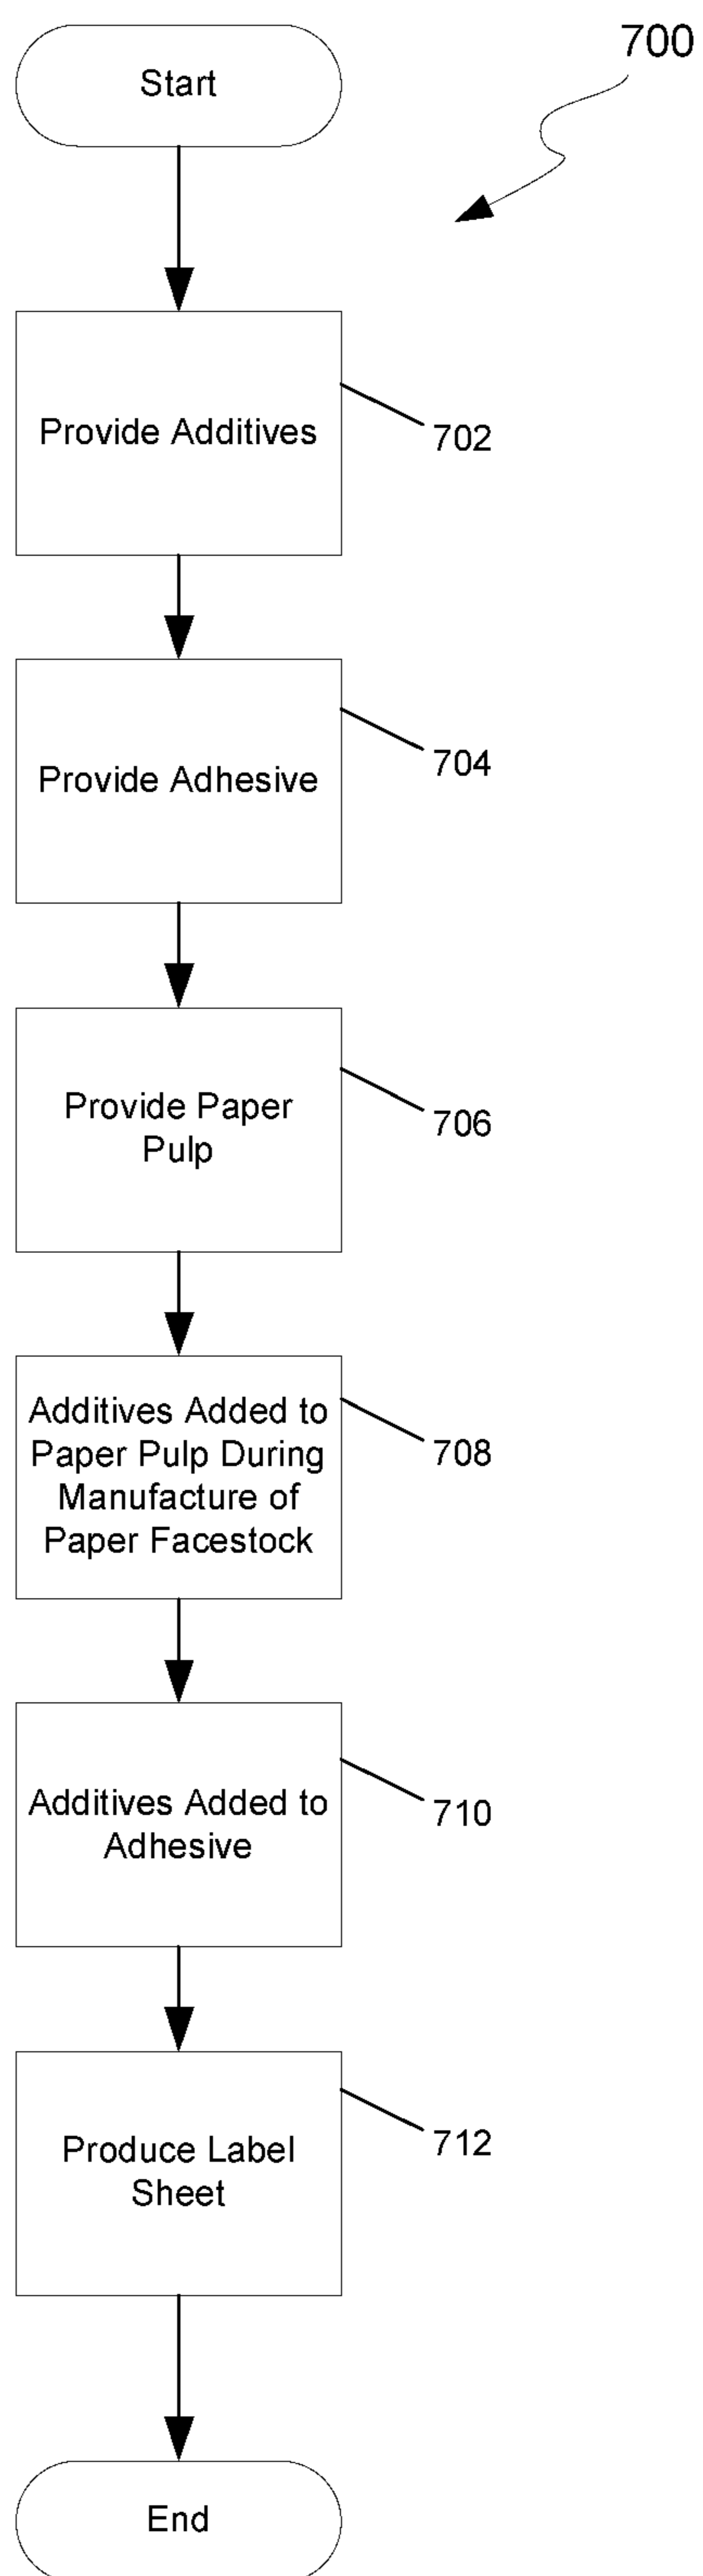 700
Start
Provide Additives
702
Provide Adhesive
704
Provide Paper
Pulp
706
Additives Added to
Paper Pulp During
Manufacture of
Paper Facestock
708
Additives Added to
Adhesive
710
Produce Label
Sheet
712
End